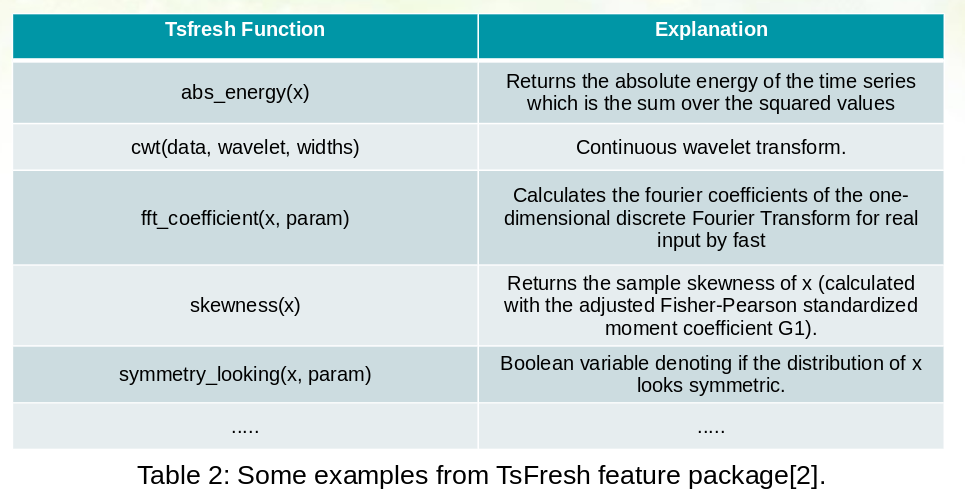 Tsfresh Function
Explanation
abs_energy(x)
Returns the absolute energy of the time series
which is the sum over the squared values
cwt(data, wavelet, widths)
Continuous wavelet transform.
fft_coefficient(x, param)
Calculates the fourier coefficients of the one-
dimensional discrete Fourier Transform for real
input by fast
skewness(x)
Returns the sample skewness of x (calculated
with the adjusted Fisher-Pearson standardized
moment coefficient G1).
symmetry_looking(x, param)
Boolean variable denoting if the distribution of x
looks symmetric.
.....
.....
Table 2: Some examples from TsFresh feature package[2].